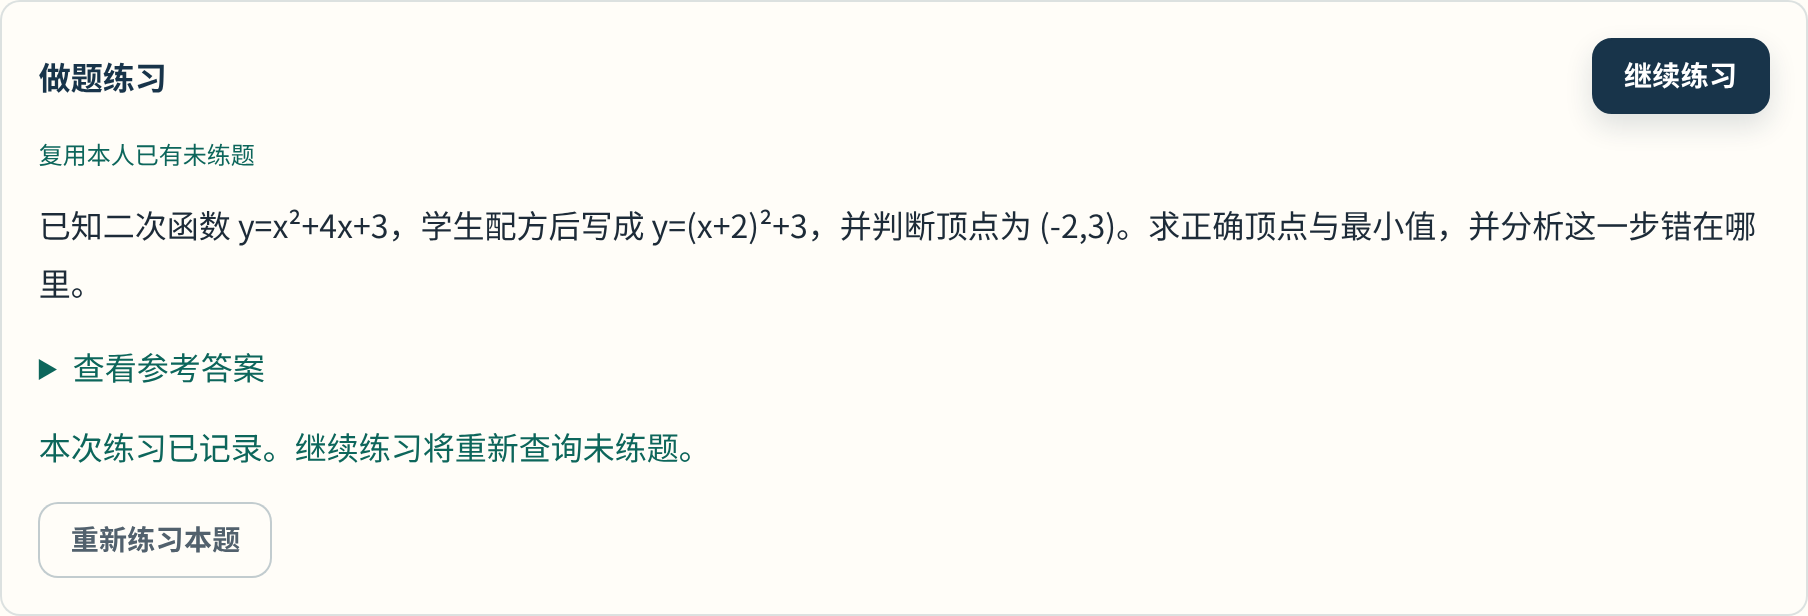 做题练习
继续练习
复用本人已有未练题
已知二次函数 y=x²+4x+3，学生配方后写成 y=(x+2)²+3，并判断顶点为 (-2,3)。求正确顶点与最小值，并分析这一步错在哪
里。
▶ 查看参考答案
本次练习已记录。继续练习将重新查询未练题。
重新练习本题